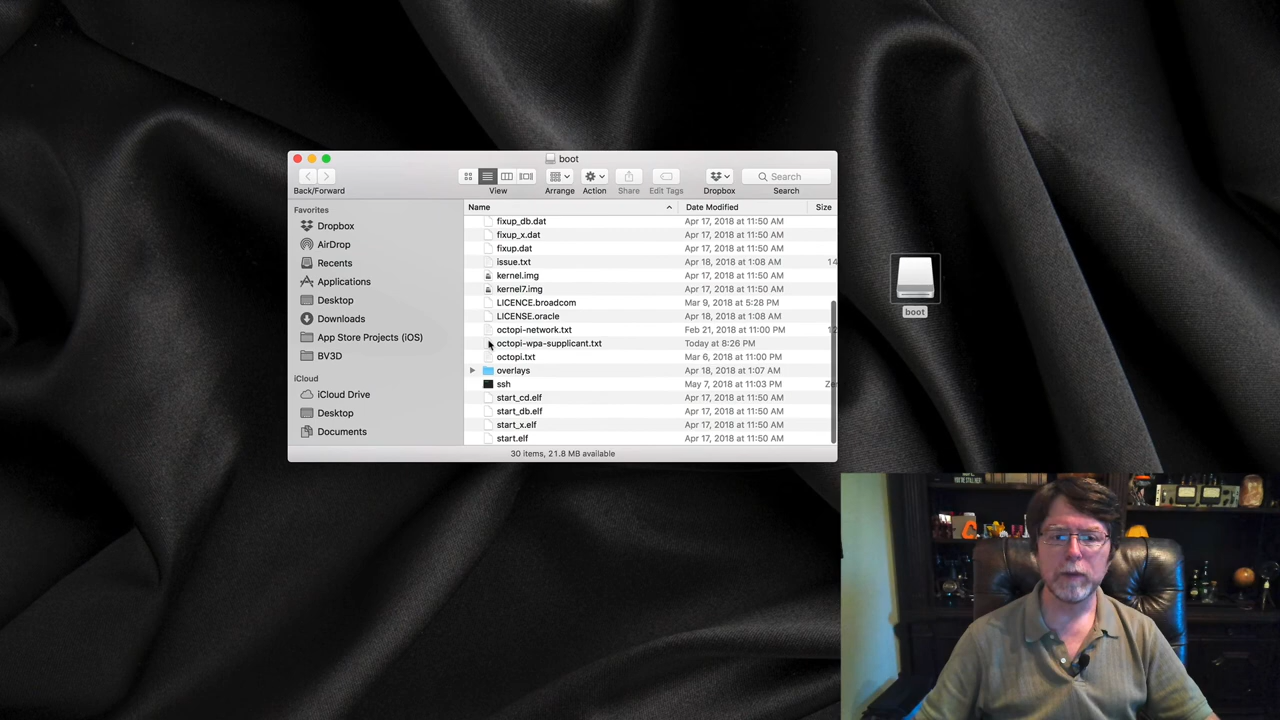 boot
Back/Forward
View
Arrange
Action
Share
Edit Tags
Dropbox
Search
Search
Favorites
Dropbox
AirDrop
Recents
Applications
Desktop
Downloads
App Store Projects (iOS)
BV3D
iCloud
iCloud Drive
Desktop
Documents
Name Date Modified Size
fixup_db.dat Apr 17, 2018 at 11:50 AM
fixup_x.dat Apr 17, 2018 at 11:50 AM
fixup.dat Apr 17, 2018 at 11:50 AM
issue.txt Apr 18, 2018 at 1:08 AM 14
kernel.img Apr 17, 2018 at 11:50 AM
kernel7.img Apr 17, 2018 at 11:50 AM
LICENCE.broadcom Mar 9, 2018 at 5:28 PM
LICENSE.oracle Apr 18, 2018 at 1:08 AM
octopi-network.txt Feb 21, 2018 at 11:00 PM 12
octopi-wpa-supplicant.txt Today at 8:26 PM
octopi.txt Mar 6, 2018 at 11:00 PM
overlays Apr 18, 2018 at 1:07 AM
ssh May 7, 2018 at 11:03 PM Ze
start_cd.elf Apr 17, 2018 at 11:50 AM
start_db.elf Apr 17, 2018 at 11:50 AM
start_x.elf Apr 17, 2018 at 11:50 AM
start.elf Apr 17, 2018 at 11:50 AM
30 items, 21.8 MB available
boot
YOU'RE STILL HERE!